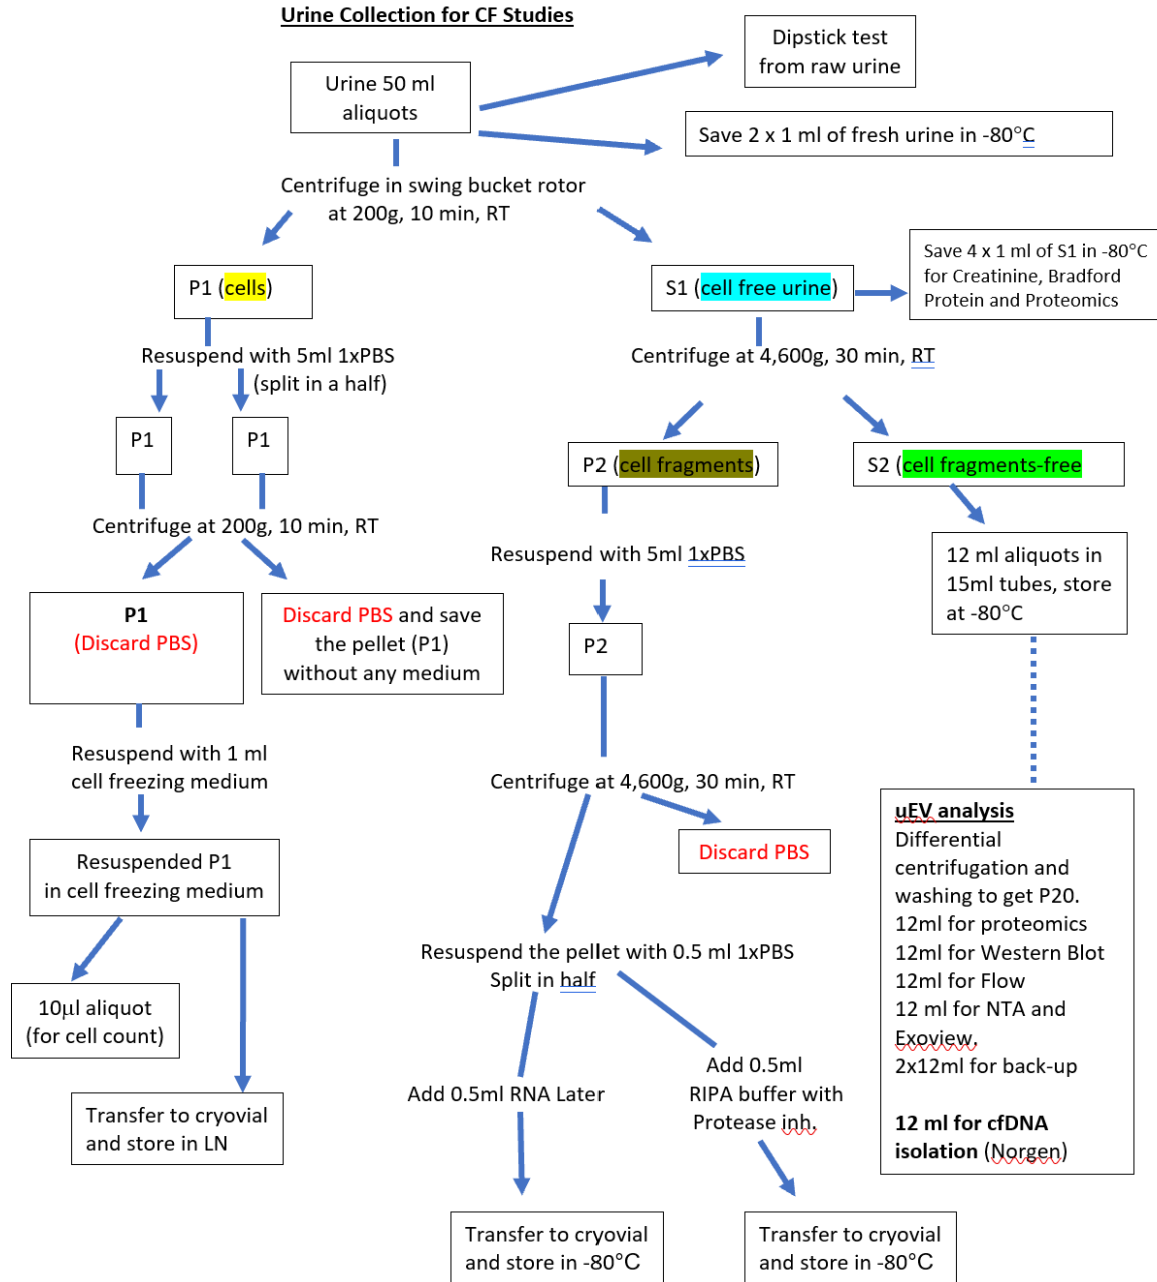 Urine Collection for CF Studies
Dipstick test
from raw urine
Urine 50 ml
aliquots
Save 2 x 1 ml of fresh urine in -80°C
Centrifuge in swing bucket rotor
at 200g, 10 min, RT
Save 4 x 1 ml of S1 in -80°C
for Creatinine, Bradford
Protein and Proteomics
P1 (cells)
S1 (cell free urine)
Resuspend with 5ml 1xPBS
(split in a half)
Centrifuge at 4,600g, 30 min, RT
P1
P1
P2 (cell fragments)
S2 (cell fragments-free
Centrifuge at 200g, 10 min, RT
Resuspend with 5ml 1xPBS
12 ml aliquots in
15ml tubes, store
at -80°C
P1
(Discard PBS)
Discard PBS and save
the pellet (P1)
without any medium
P2
Resuspend with 1 ml
cell freezing medium
Centrifuge at 4,600g, 30 min, RT
Discard PBS
Resuspended P1
in cell freezing medium
uEV analysis
Differential
centrifugation and
washing to get P20.
12ml for proteomics
12ml for Western Blot
12ml for Flow
12 ml for NTA and
Exoview.
2x12ml for back-up
12 ml for cfDNA
isolation (Norgen)
Resuspend the pellet with 0.5 ml 1xPBS
Split in half
10µl aliquot
(for cell count)
Add 0.5ml RNA Later
Add 0.5ml
RIPA buffer with
Protease inh.
Transfer to cryovial
and store in LN
Transfer to cryovial
and store in -80°C
Transfer to cryovial
and store in -80°C